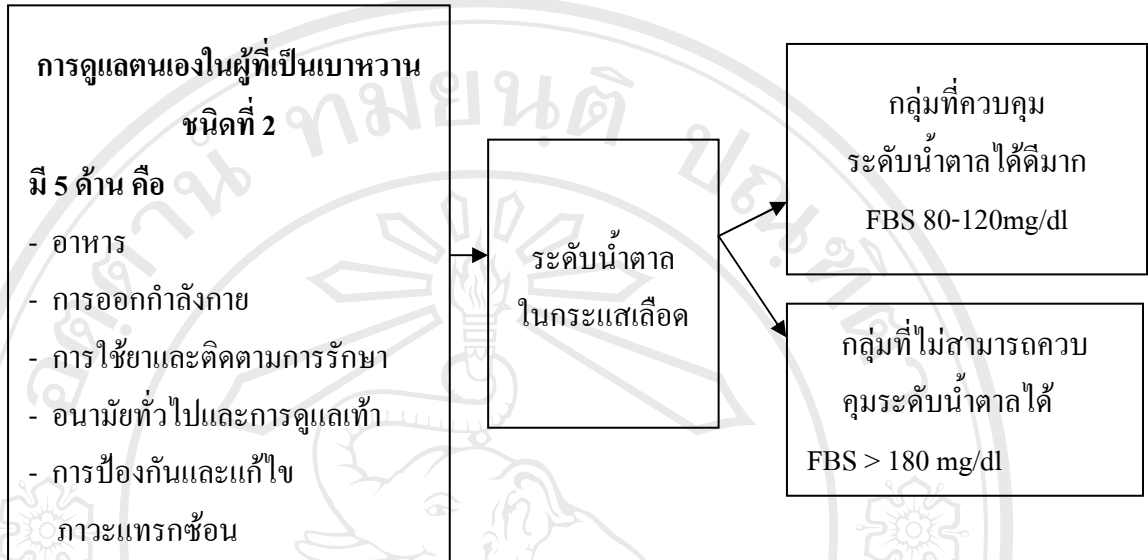 การดูแลตนเองในผู้ที่เป็นเบาหวาน
ชนิดที่ 2
มี 5 ด้าน คือ
- อาหาร
- การออกกำลังกาย
- การใช้ยาและติดตามการรักษา
- อนามัยทั่วไปและการดูแลเท้า
- การป้องกันและแก้ไข
ภาวะแทรกซ้อน
ระดับน้ำตาล
ในกระแสเลือด
กลุ่มที่ควบคุม
ระดับน้ำตาลได้ดีมาก
FBS 80-120mg/dl
กลุ่มที่ไม่สามารถควบ
คุมระดับน้ำตาลได้
FBS > 180 mg/dl